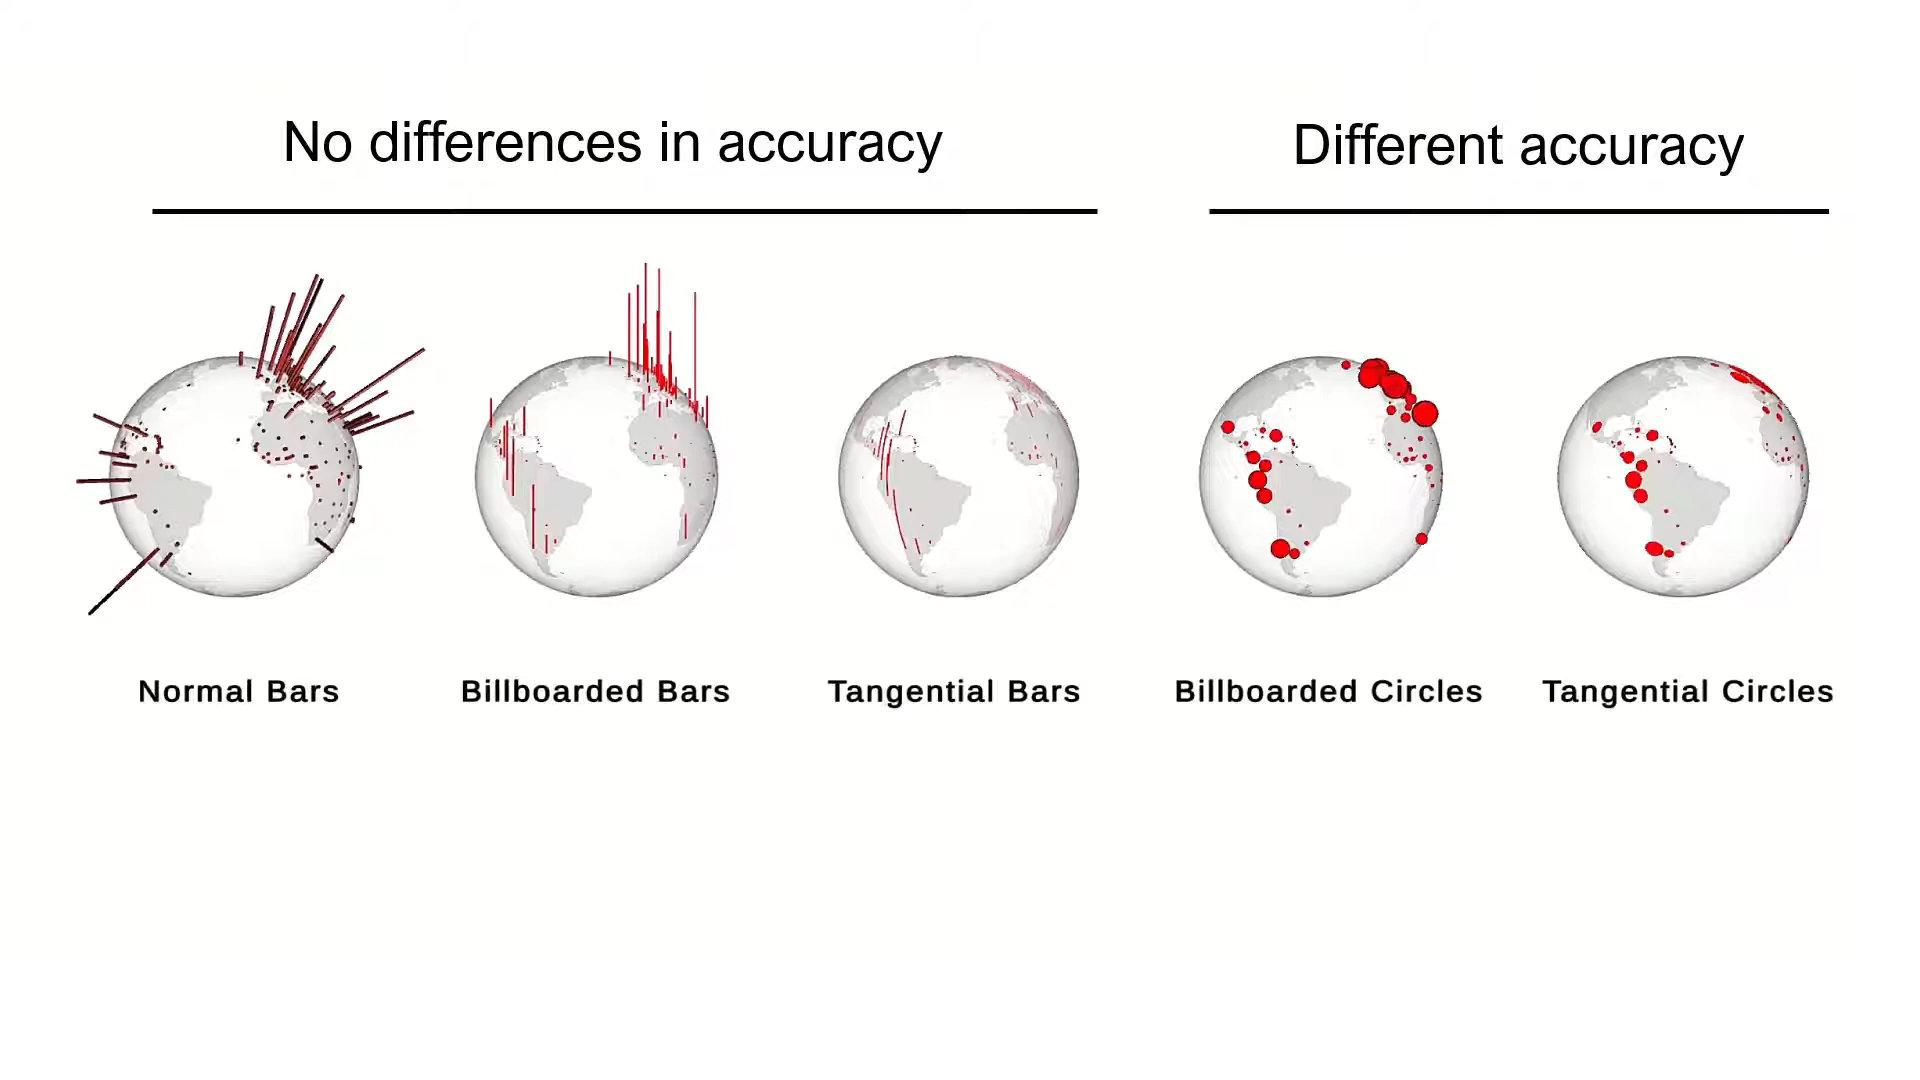 No differences in accuracy
Different accuracy
Normal Bars
Billboarded Bars
Tangential Bars
Billboarded Circles
Tangential Circles